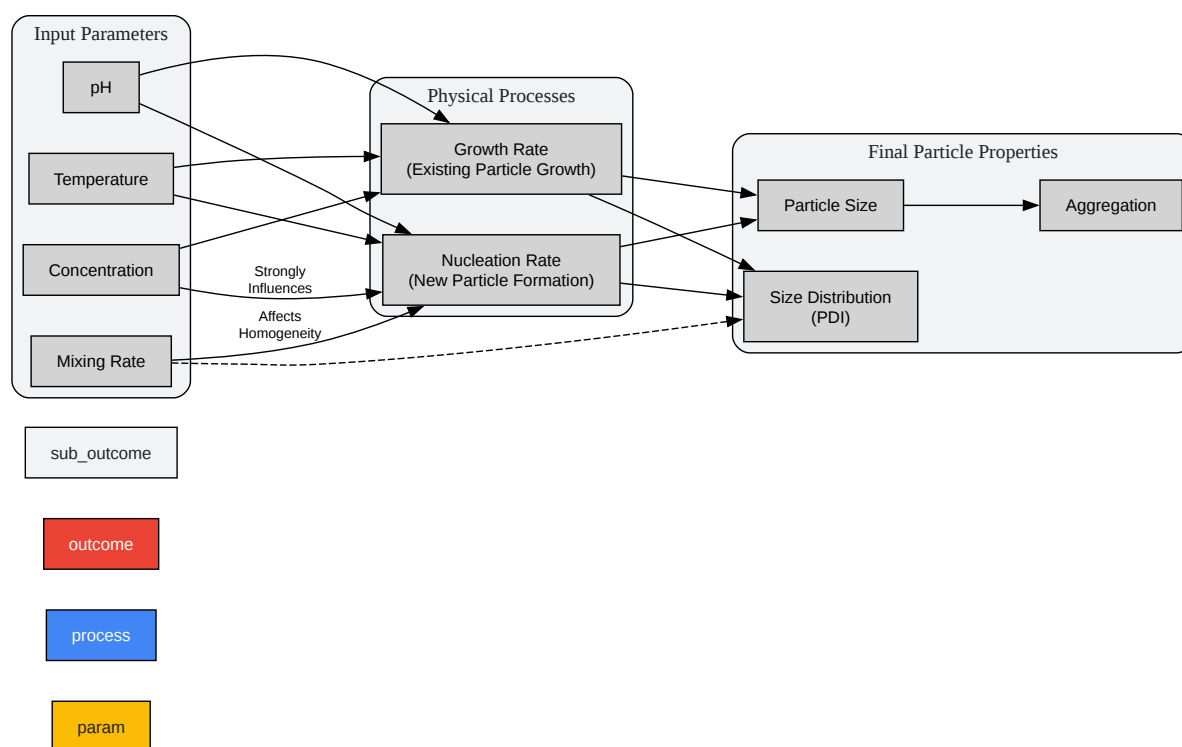 Input Parameters
pH
Temperature
Concentration
Mixing Rate
Strongly
Influences
Affects
Homogeneity
Physical Processes
Growth Rate
(Existing Particle Growth)
Nucleation Rate
(New Particle Formation)
Final Particle Properties
Particle Size
Aggregation
Size Distribution
(PDI)
sub_outcome
outcome
process
param